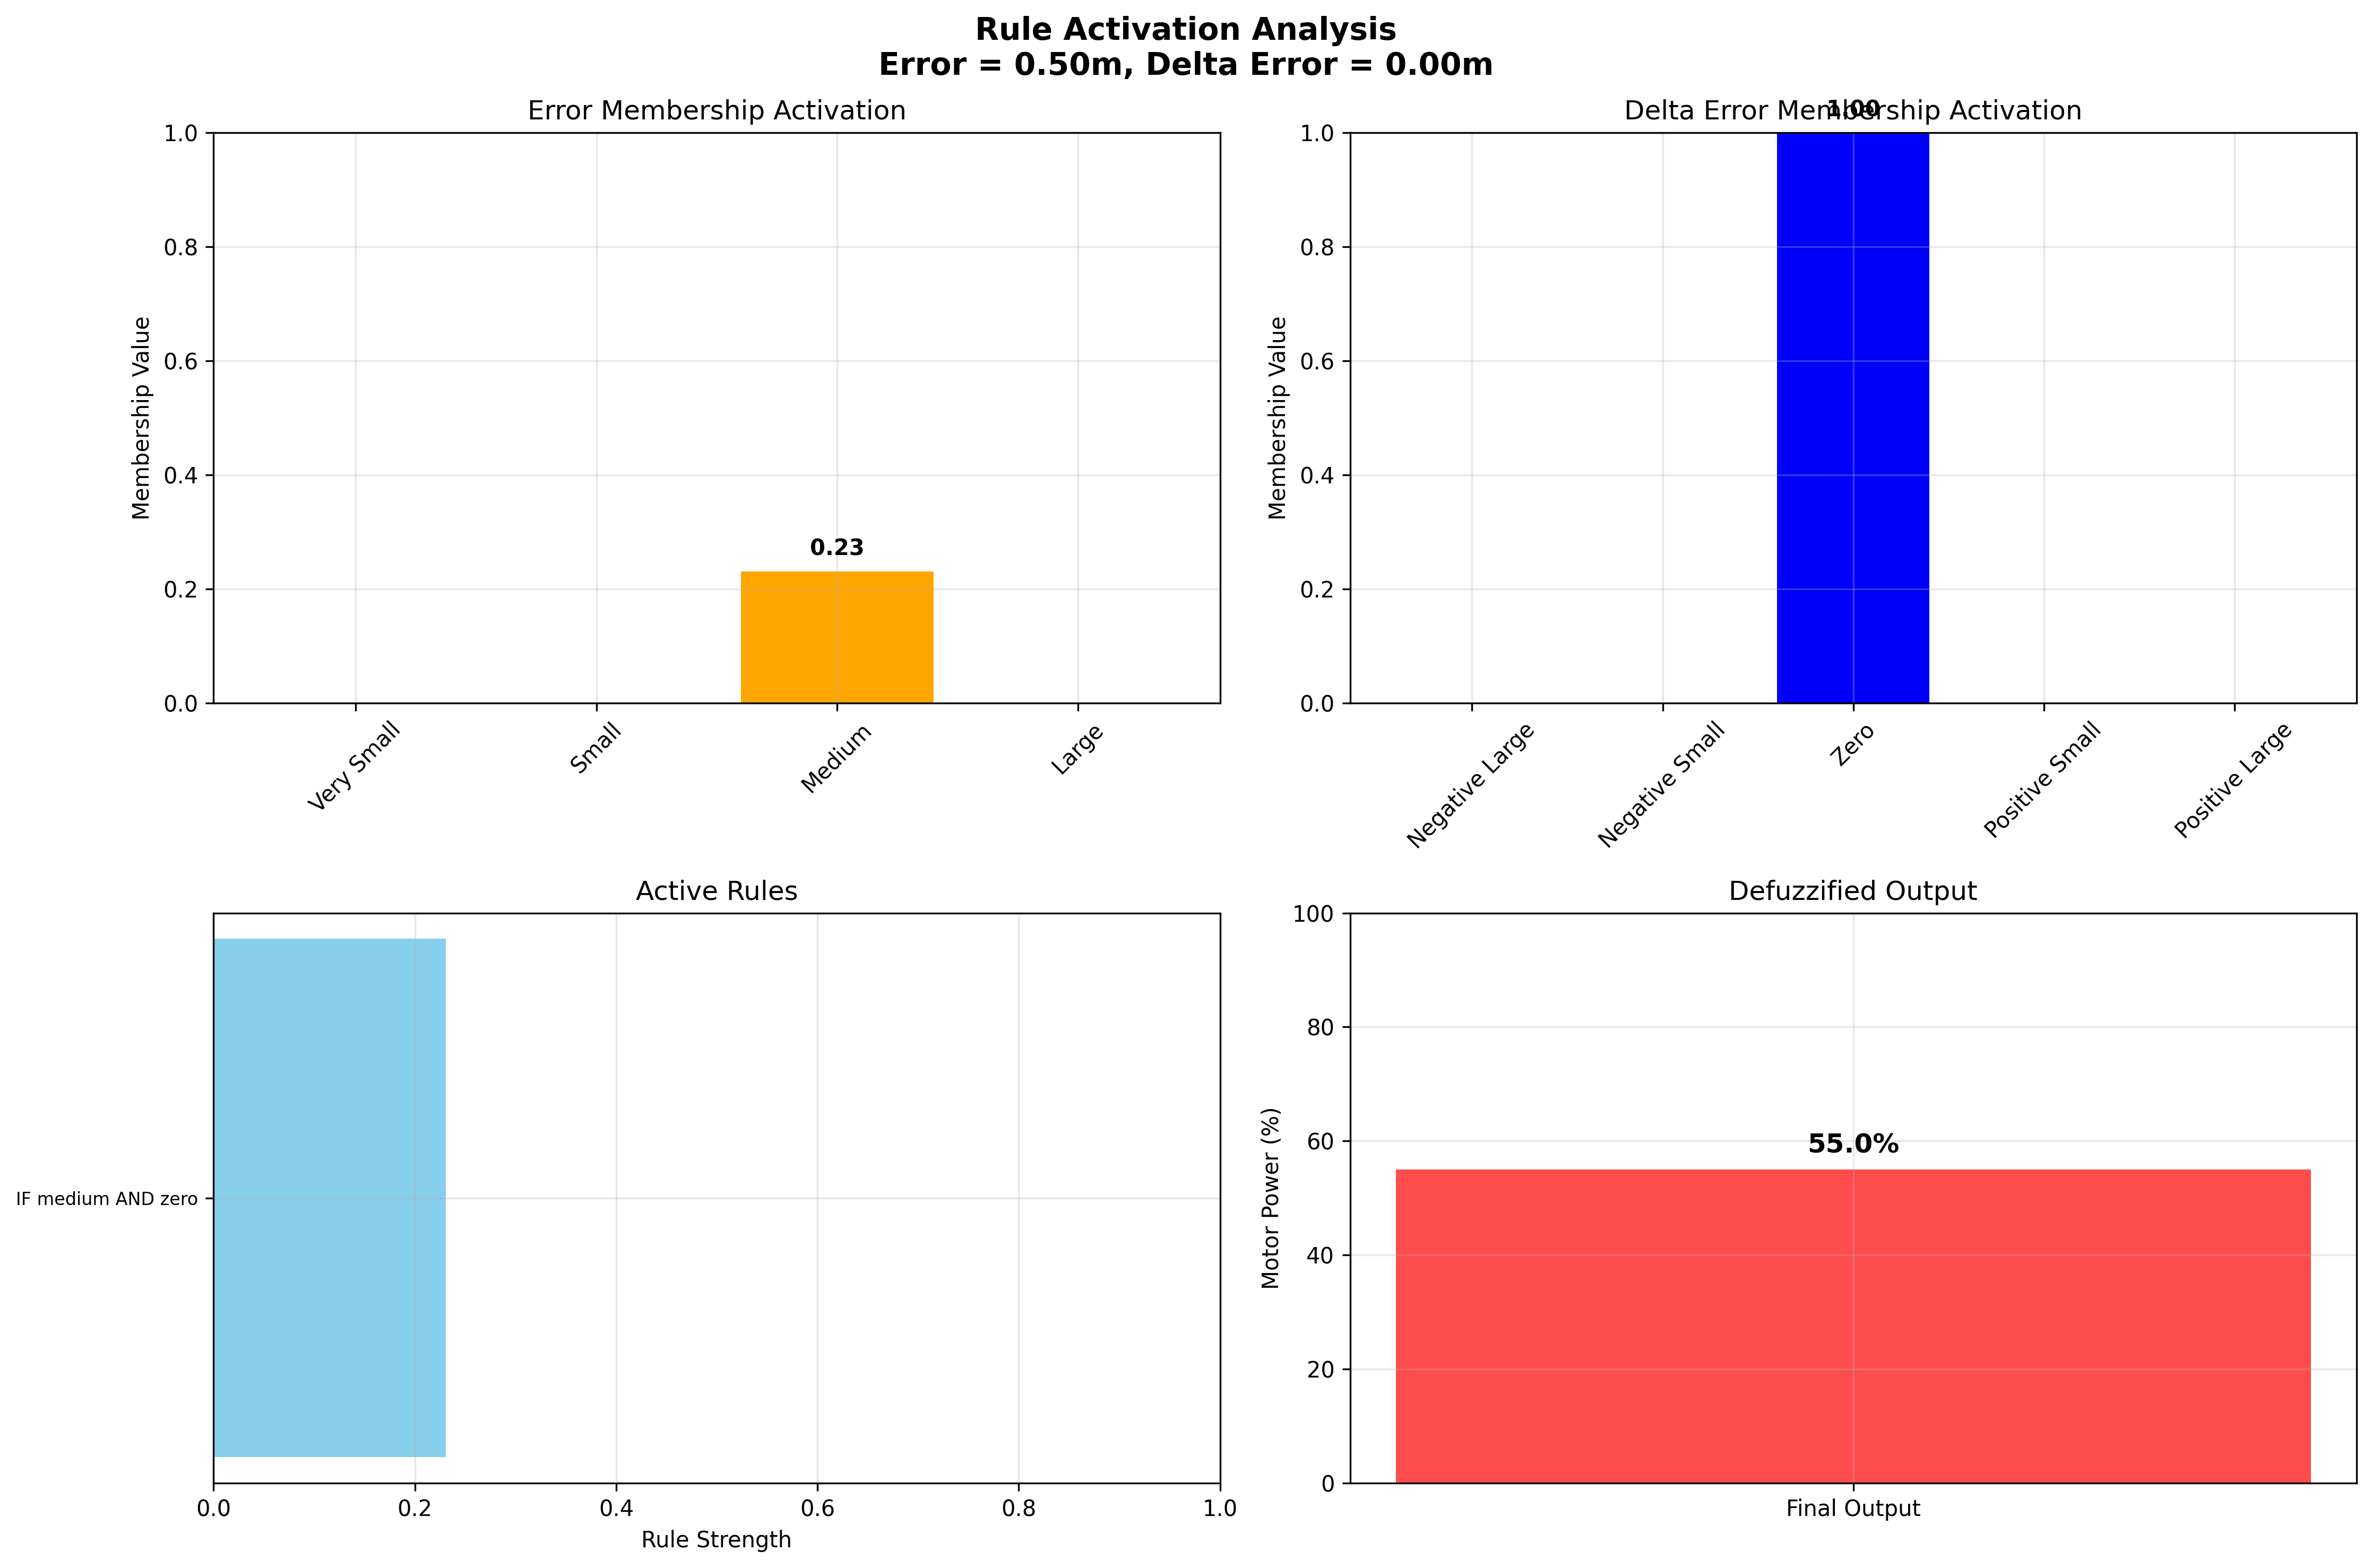 Rule Activation Analysis
Error = 0.50m, Delta Error = 0.00m
Error Membership Activation
1.0
0.8
0.6
0.4
0.2
0.0
Membership Value
0.23
Very Small
Small
Medium
Large
Delta Error Membership Activation
1.00
1.0
0.8
0.6
0.4
0.2
0.0
Membership Value
Negative Large
Negative Small
Zero
Positive Small
Positive Large
Active Rules
IF medium AND zero
0.0
0.2
0.4
0.6
0.8
1.0
Rule Strength
Defuzzified Output
100
80
60
40
20
0
Motor Power (%)
55.0%
Final Output